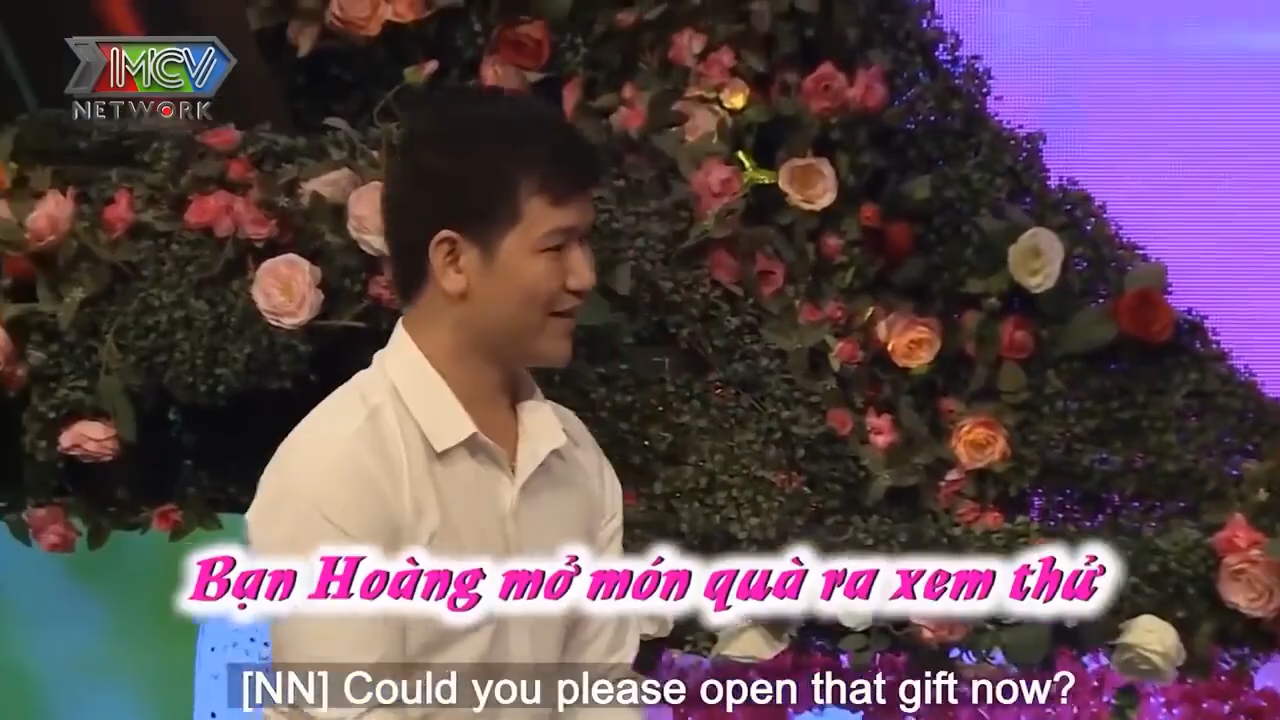 MCV
NETWORK
Bạn Hoàng mở món quà ra xem thử
[NN] Could you please open that gift now?